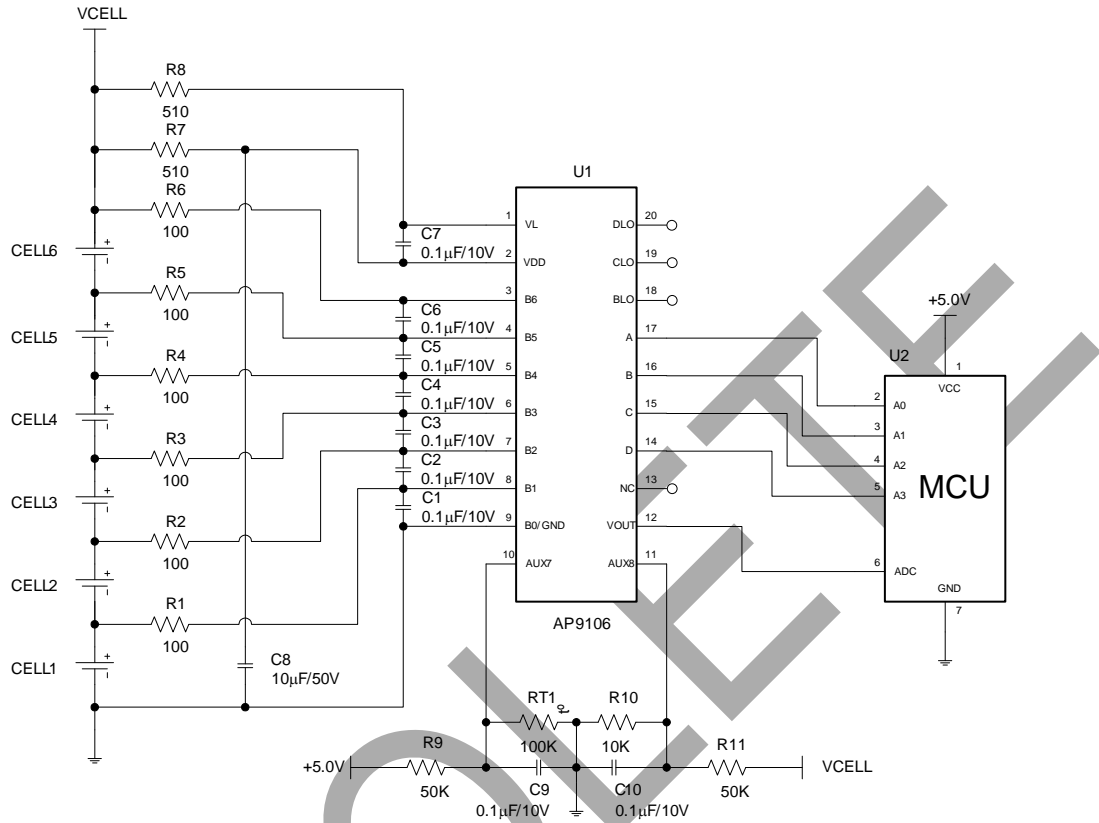 VCELL
R8
510
R7
510
R6
100
CELL6
R5
100
CELL5
R4
100
CELL4
R3
100
CELL3
R2
100
CELL2
R1
100
CELL1
C8
10µF/50V
C7
0.1µF/10V
C6
0.1µF/10V
C5
0.1µF/10V
C4
0.1µF/10V
C3
0.1µF/10V
C2
0.1µF/10V
C1
0.1µF/10V
U1
1 VL DLO 20
2 VDD CLO 19
3 B6 BLO 18
4 B5 A 17
5 B4 B 16
6 B3 C 15
7 B2 D 14
8 B1 NC 13
9 B0/GND VOUT 12
10 AUX7 AUX8 11
AP9106
+5.0V
U2
1
VCC
2 A0
3 A1
4 A2
5 A3
MCU
6 ADC
GND
7
RT1
100K
R10
10K
+5.0V
R9
50K
C9
0.1µF/10V
C10
0.1µF/10V
R11
50K
VCELL